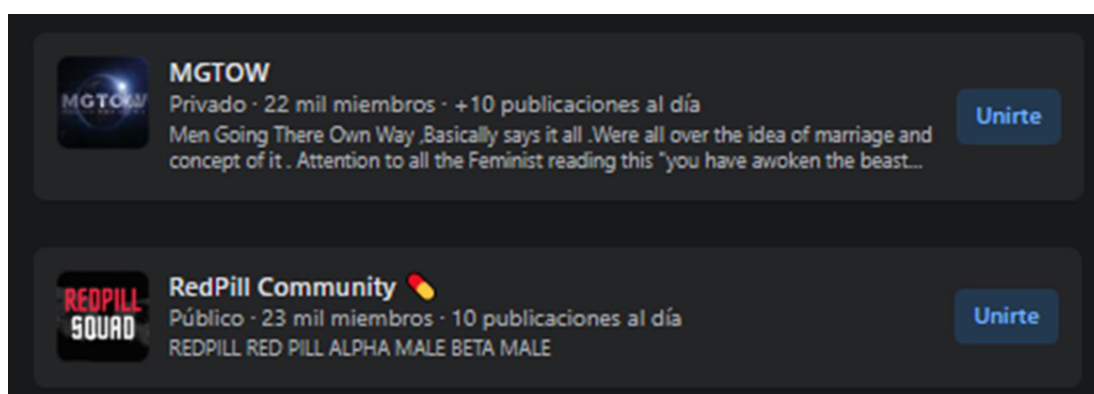 MGTOW
MGTOW
Privado · 22 mil miembros · +10 publicaciones al día
Men Going There Own Way ,Basically says it all .Were all over the idea of marriage and
concept of it . Attention to all the Feminist reading this "you have awoken the beast...
Unirte
REDPILL
SQUAD
RedPill Community 💊
Público · 23 mil miembros · 10 publicaciones al día
REDPILL RED PILL ALPHA MALE BETA MALE
Unirte